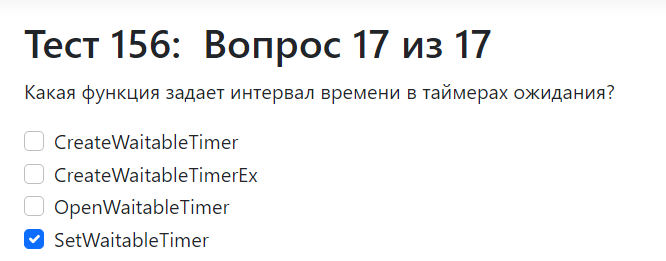 Тест 156: Вопрос 17 из 17
Какая функция задает интервал времени в таймерах ожидания?
CreateWaitableTimer
CreateWaitableTimerEx
OpenWaitableTimer
SetWaitableTimer